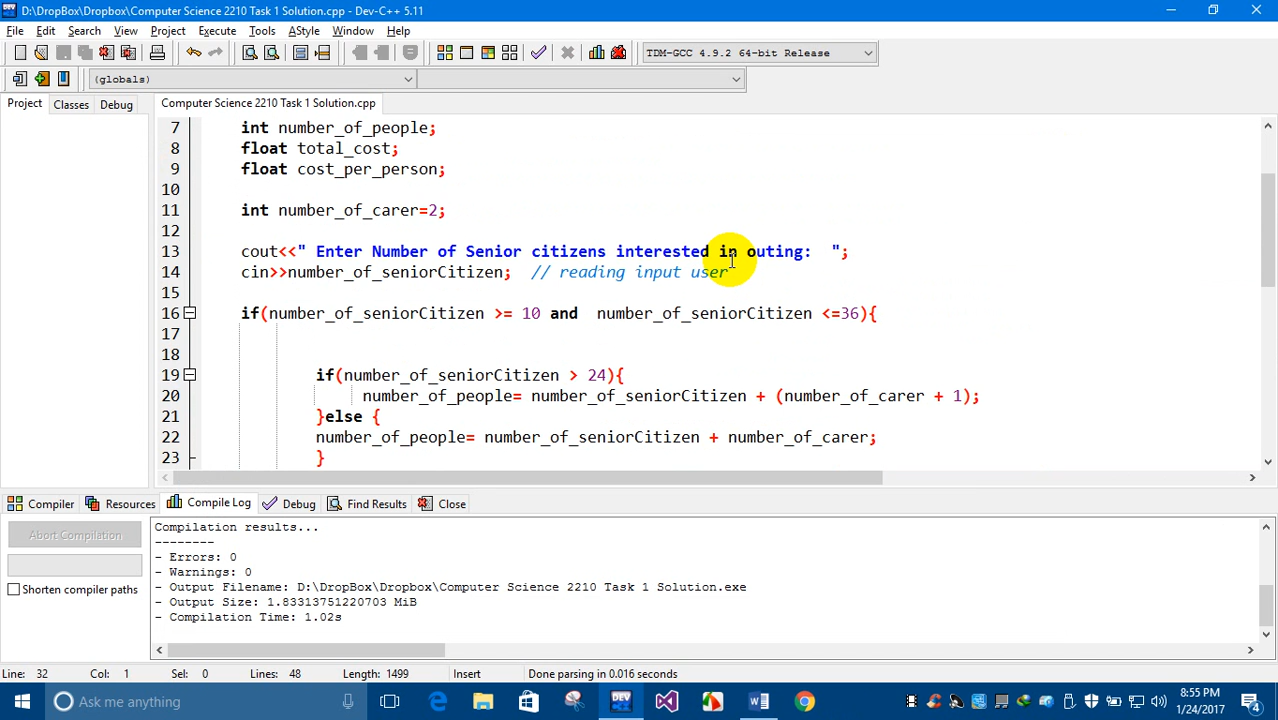 D:\DropBox\Dropbox\Computer Science 2210 Task 1 Solution.cpp - Dev-C++ 5.11
File Edit Search View Project Execute Tools AStyle Window Help
TDM-GCC 4.9.2 64-bit Release
(globals)
Project Classes Debug
Computer Science 2210 Task 1 Solution.cpp
7 int number_of_people;
8 float total_cost;
9 float cost_per_person;
10
11 int number_of_carer=2;
12
13 cout<<" Enter Number of Senior citizens interested in outing:  ";
14 cin>>number_of_seniorCitizen;  // reading input user
15
16 if(number_of_seniorCitizen >= 10 and  number_of_seniorCitizen <=36){
17
18
19 if(number_of_seniorCitizen > 24){
20 number_of_people= number_of_seniorCitizen + (number_of_carer + 1);
21 }else {
22 number_of_people= number_of_seniorCitizen + number_of_carer;
23 }
Compiler Resources Compile Log Debug Find Results Close
Abort Compilation
Shorten compiler paths
Compilation results...
--------
- Errors: 0
- Warnings: 0
- Output Filename: D:\DropBox\Dropbox\Computer Science 2210 Task 1 Solution.exe
- Output Size: 1.83313751220703 MiB
- Compilation Time: 1.02s
Line: 32 Col: 1 Sel: 0 Lines: 48 Length: 1499 Insert Done parsing in 0.016 seconds
Ask me anything
DEV
8:55 PM
1/24/2017
4